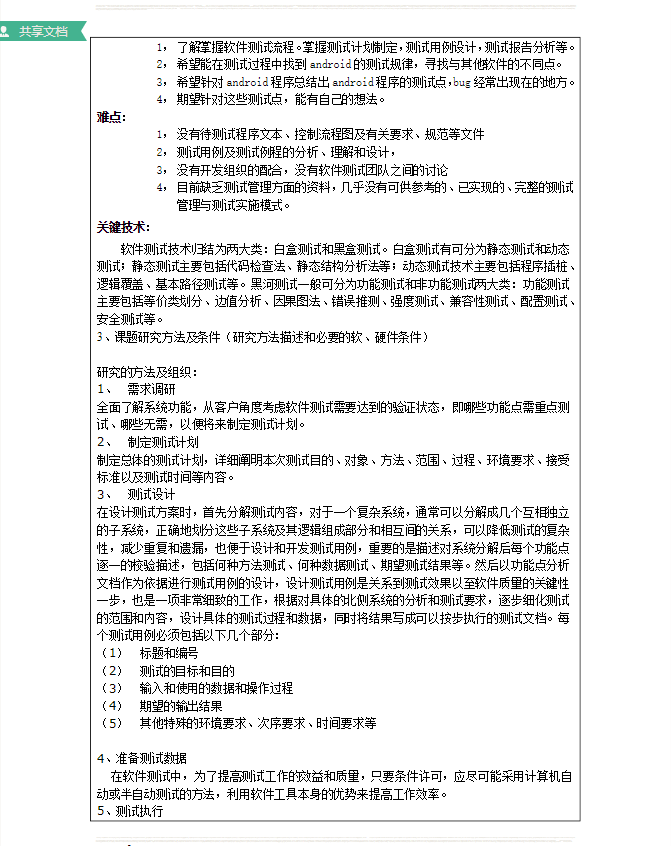 共享文档
1, 了解掌握软件测试流程。掌握测试计划制定,测试用例设计,测试报告分析等。
2, 希望能在测试过程中找到 android 的测试规律,寻找与其他软件的不同点。
3, 希望针对 android 程序总结出 android 程序的测试点,bug 经常出现在的地方。
4, 期望针对这些测试点,能有自己的想法。
难点:
1, 没有待测试程序文本、控制流程图及有关要求、规范等文件
2, 测试用例及测试例程的分析、理解和设计,
3, 没有开发组织的配合,没有软件测试团队之间的讨论
4, 目前缺乏测试管理方面的资料,几乎没有可供参考的、已实现的、完整的测试
管理与测试实施模式。
关键技术:
软件测试技术归结为两大类:白盒测试和黑盒测试。白盒测试有可分为静态测试和动态
测试;静态测试主要包括代码检查法、静态结构分析法等;动态测试技术主要包括程序插桩、
逻辑覆盖、基本路径测试等。黑河测试一般可分为功能测试和非功能测试两大类:功能测试
主要包括等价类划分、边值分析、因果图法、错误推测、强度测试、兼容性测试、配置测试、
安全测试等。
3、课题研究方法及条件(研究方法描述和必要的软、硬件条件)
研究的方法及组织:
1、 需求调研
全面了解系统功能,从客户角度考虑软件测试需要达到的验证状态,即哪些功能点需重点测
试、哪些无需,以便将来制定测试计划。
2、 制定测试计划
制定总体的测试计划,详细阐明本次测试目的、对象、方法、范围、过程、环境要求、接受
标准以及测试时间等内容。
3、 测试设计
在设计测试方案时,首先分解测试内容,对于一个复杂系统,通常可以分解成几个互相独立
的子系统,正确地划分这些子系统及其逻辑组成部分和相互间的关系,可以降低测试的复杂
性,减少重复和遗漏,也便于设计和开发测试用例,重要的是描述对系统分解后每个功能点
逐一的校验描述,包括何种方法测试、何种数据测试、期望测试结果等。然后以功能点分析
文档作为依据进行测试用例的设计,设计测试用例是关系到测试效果以至软件质量的关键性
一步,也是一项非常细致的工作,根据对具体的北侧系统的分析和测试要求,逐步细化测试
的范围和内容,设计具体的测试过程和数据,同时将结果写成可以按步执行的测试文档。每
个测试用例必须包括以下几个部分:
(1) 标题和编号
(2) 测试的目标和目的
(3) 输入和使用的数据和操作过程
(4) 期望的输出结果
(5) 其他特殊的环境要求、次序要求、时间要求等
4、准备测试数据
在软件测试中,为了提高测试工作的效益和质量,只要条件许可,应尽可能采用计算机自
动或半自动测试的方法,利用软件工具本身的优势来提高工作效率。
5、测试执行